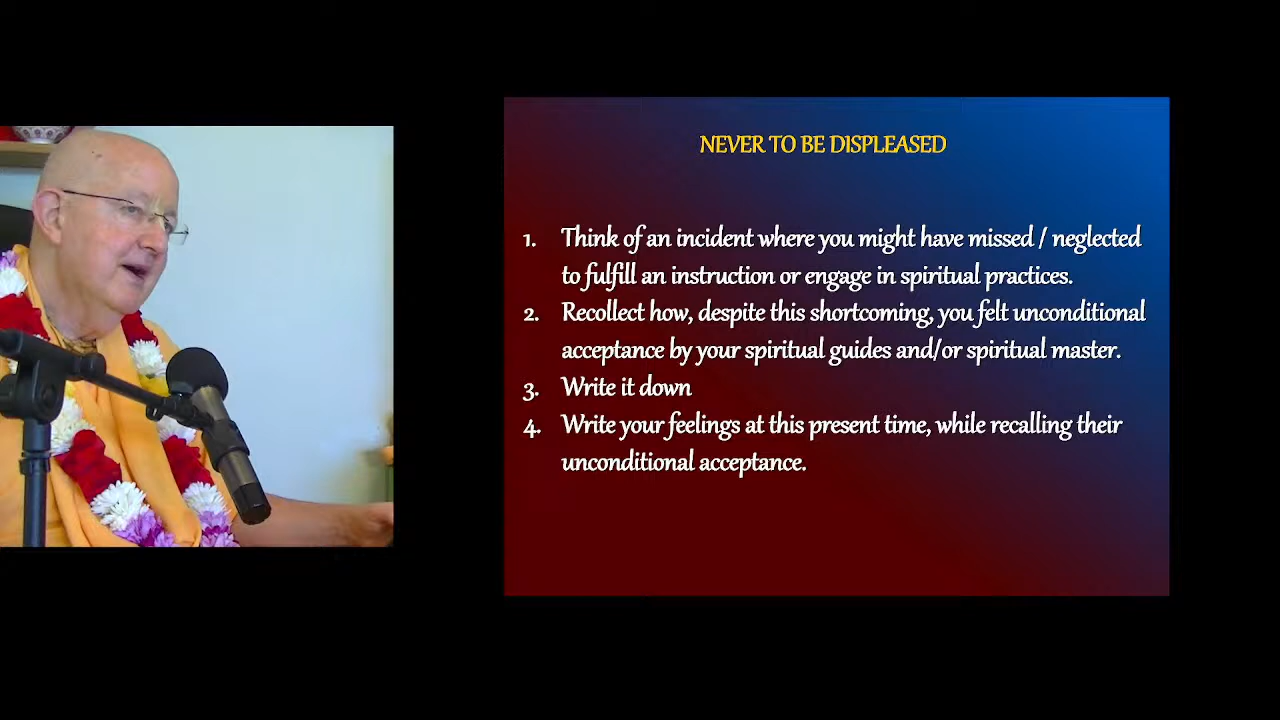 NEVER TO BE DISPLEASED
1. Think of an incident where you might have missed / neglected
to fulfill an instruction or engage in spiritual practices.
2. Recollect how, despite this shortcoming, you felt unconditional
acceptance by your spiritual guides and/or spiritual master.
3. Write it down
4. Write your feelings at this present time, while recalling their
unconditional acceptance.